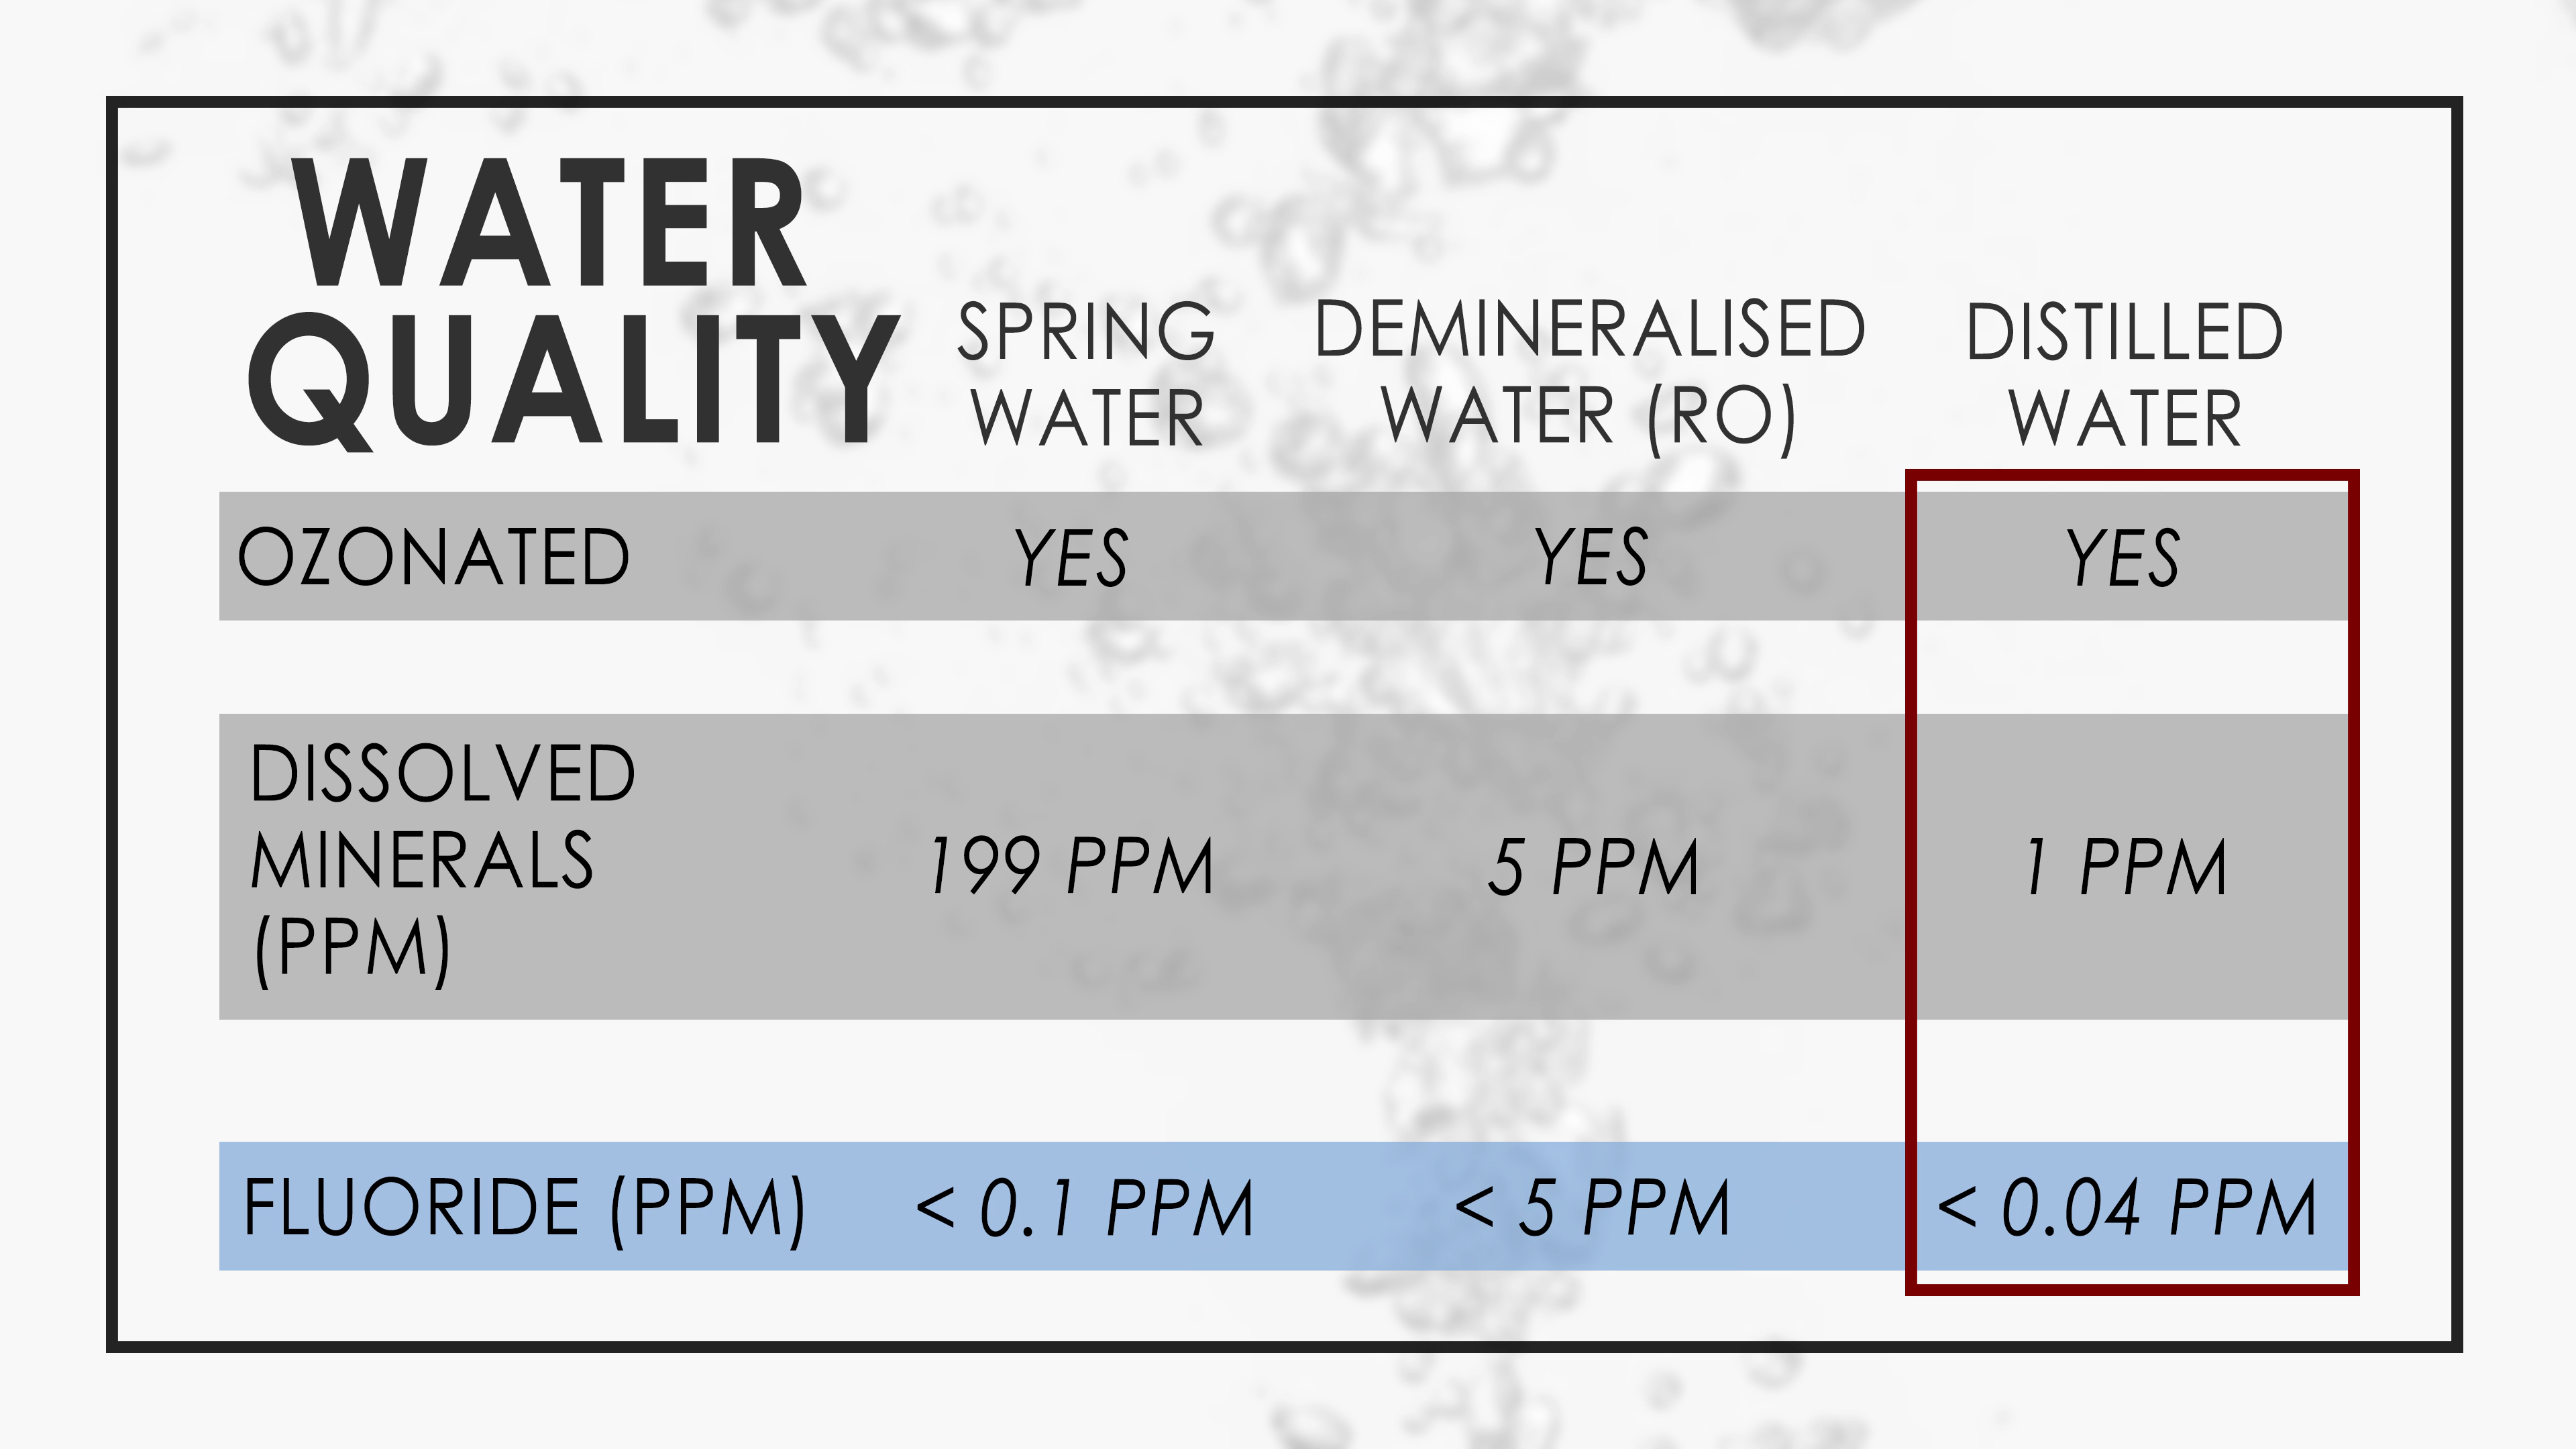 WATER
QUALITY
SPRING
WATER
DEMINERALISED
WATER (RO)
DISTILLED
WATER
OZONATED YES YES YES
DISSOLVED
MINERALS
(PPM)
199 PPM 5 PPM 1 PPM
FLUORIDE (PPM) < 0.1 PPM < 5 PPM < 0.04 PPM